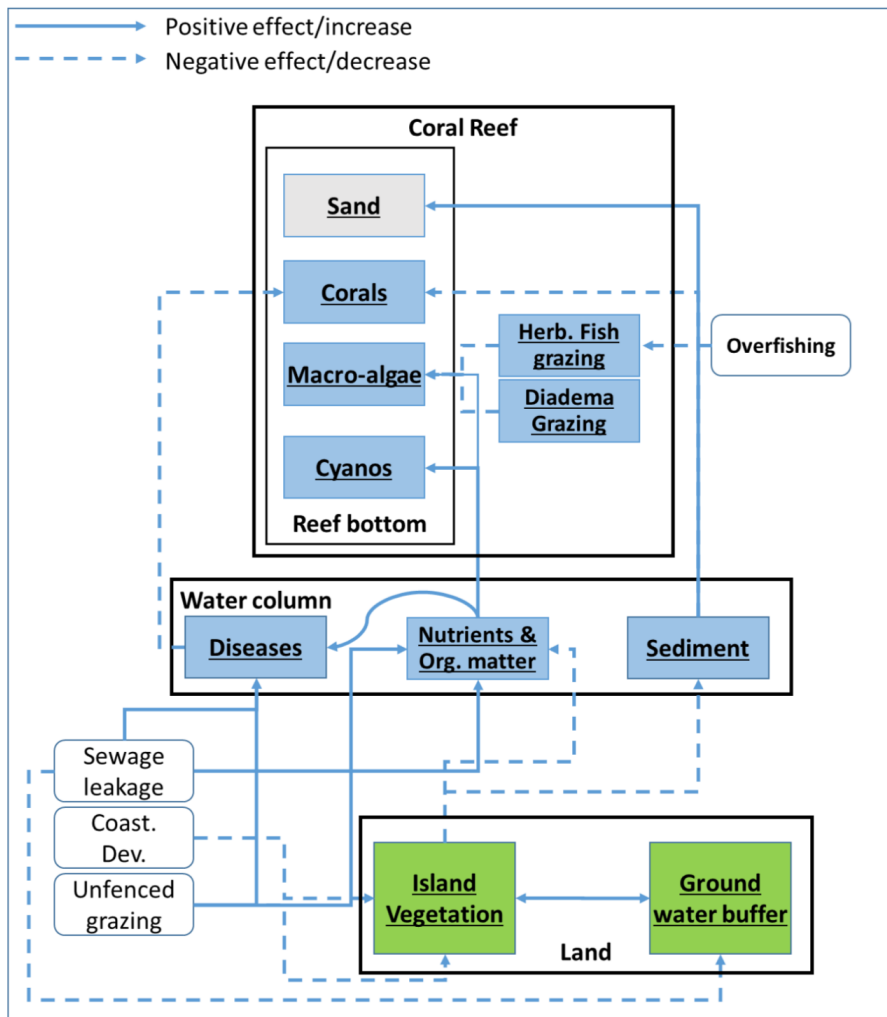 Positive effect/increase
Negative effect/decrease
Coral Reef
Sand
Corals
Herb. Fish
grazing
Overfishing
Macro-algae
Diadema
Grazing
Cyanos
Reef bottom
Water column
Diseases
Nutrients &
Org. matter
Sediment
Sewage
leakage
Coast.
Dev.
Unfenced
grazing
Island
Vegetation
Ground
water buffer
Land